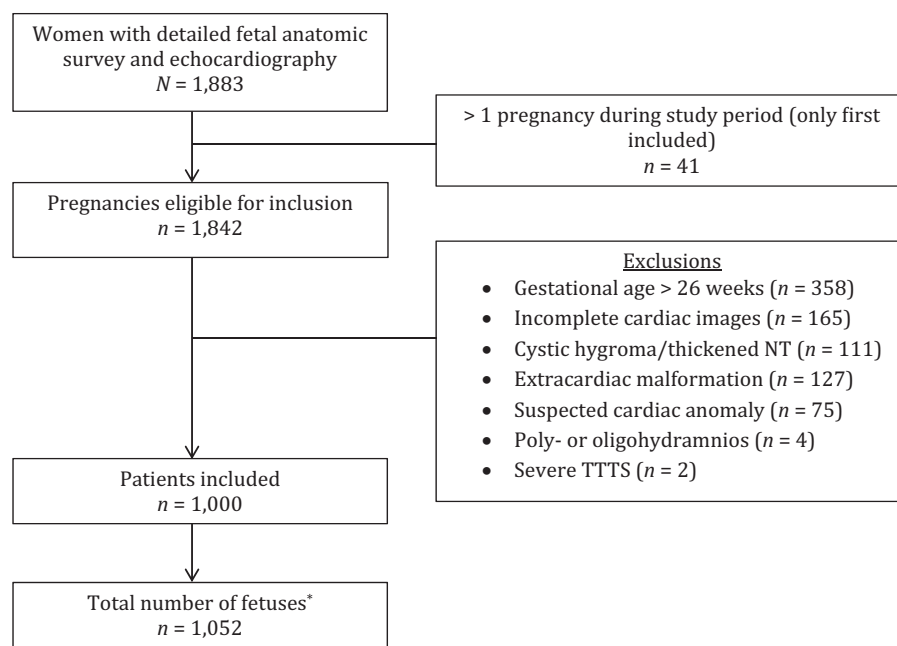 Women with detailed fetal anatomic
survey and echocardiography
N = 1,883
> 1 pregnancy during study period (only first
included)
n = 41
Pregnancies eligible for inclusion
n = 1,842
Exclusions
• Gestational age > 26 weeks (n = 358)
• Incomplete cardiac images (n = 165)
• Cystic hygroma/thickened NT (n = 111)
• Extracardiac malformation (n = 127)
• Suspected cardiac anomaly (n = 75)
• Poly- or oligohydramnios (n = 4)
• Severe TTTS (n = 2)
Patients included
n = 1,000
Total number of fetuses*
n = 1,052